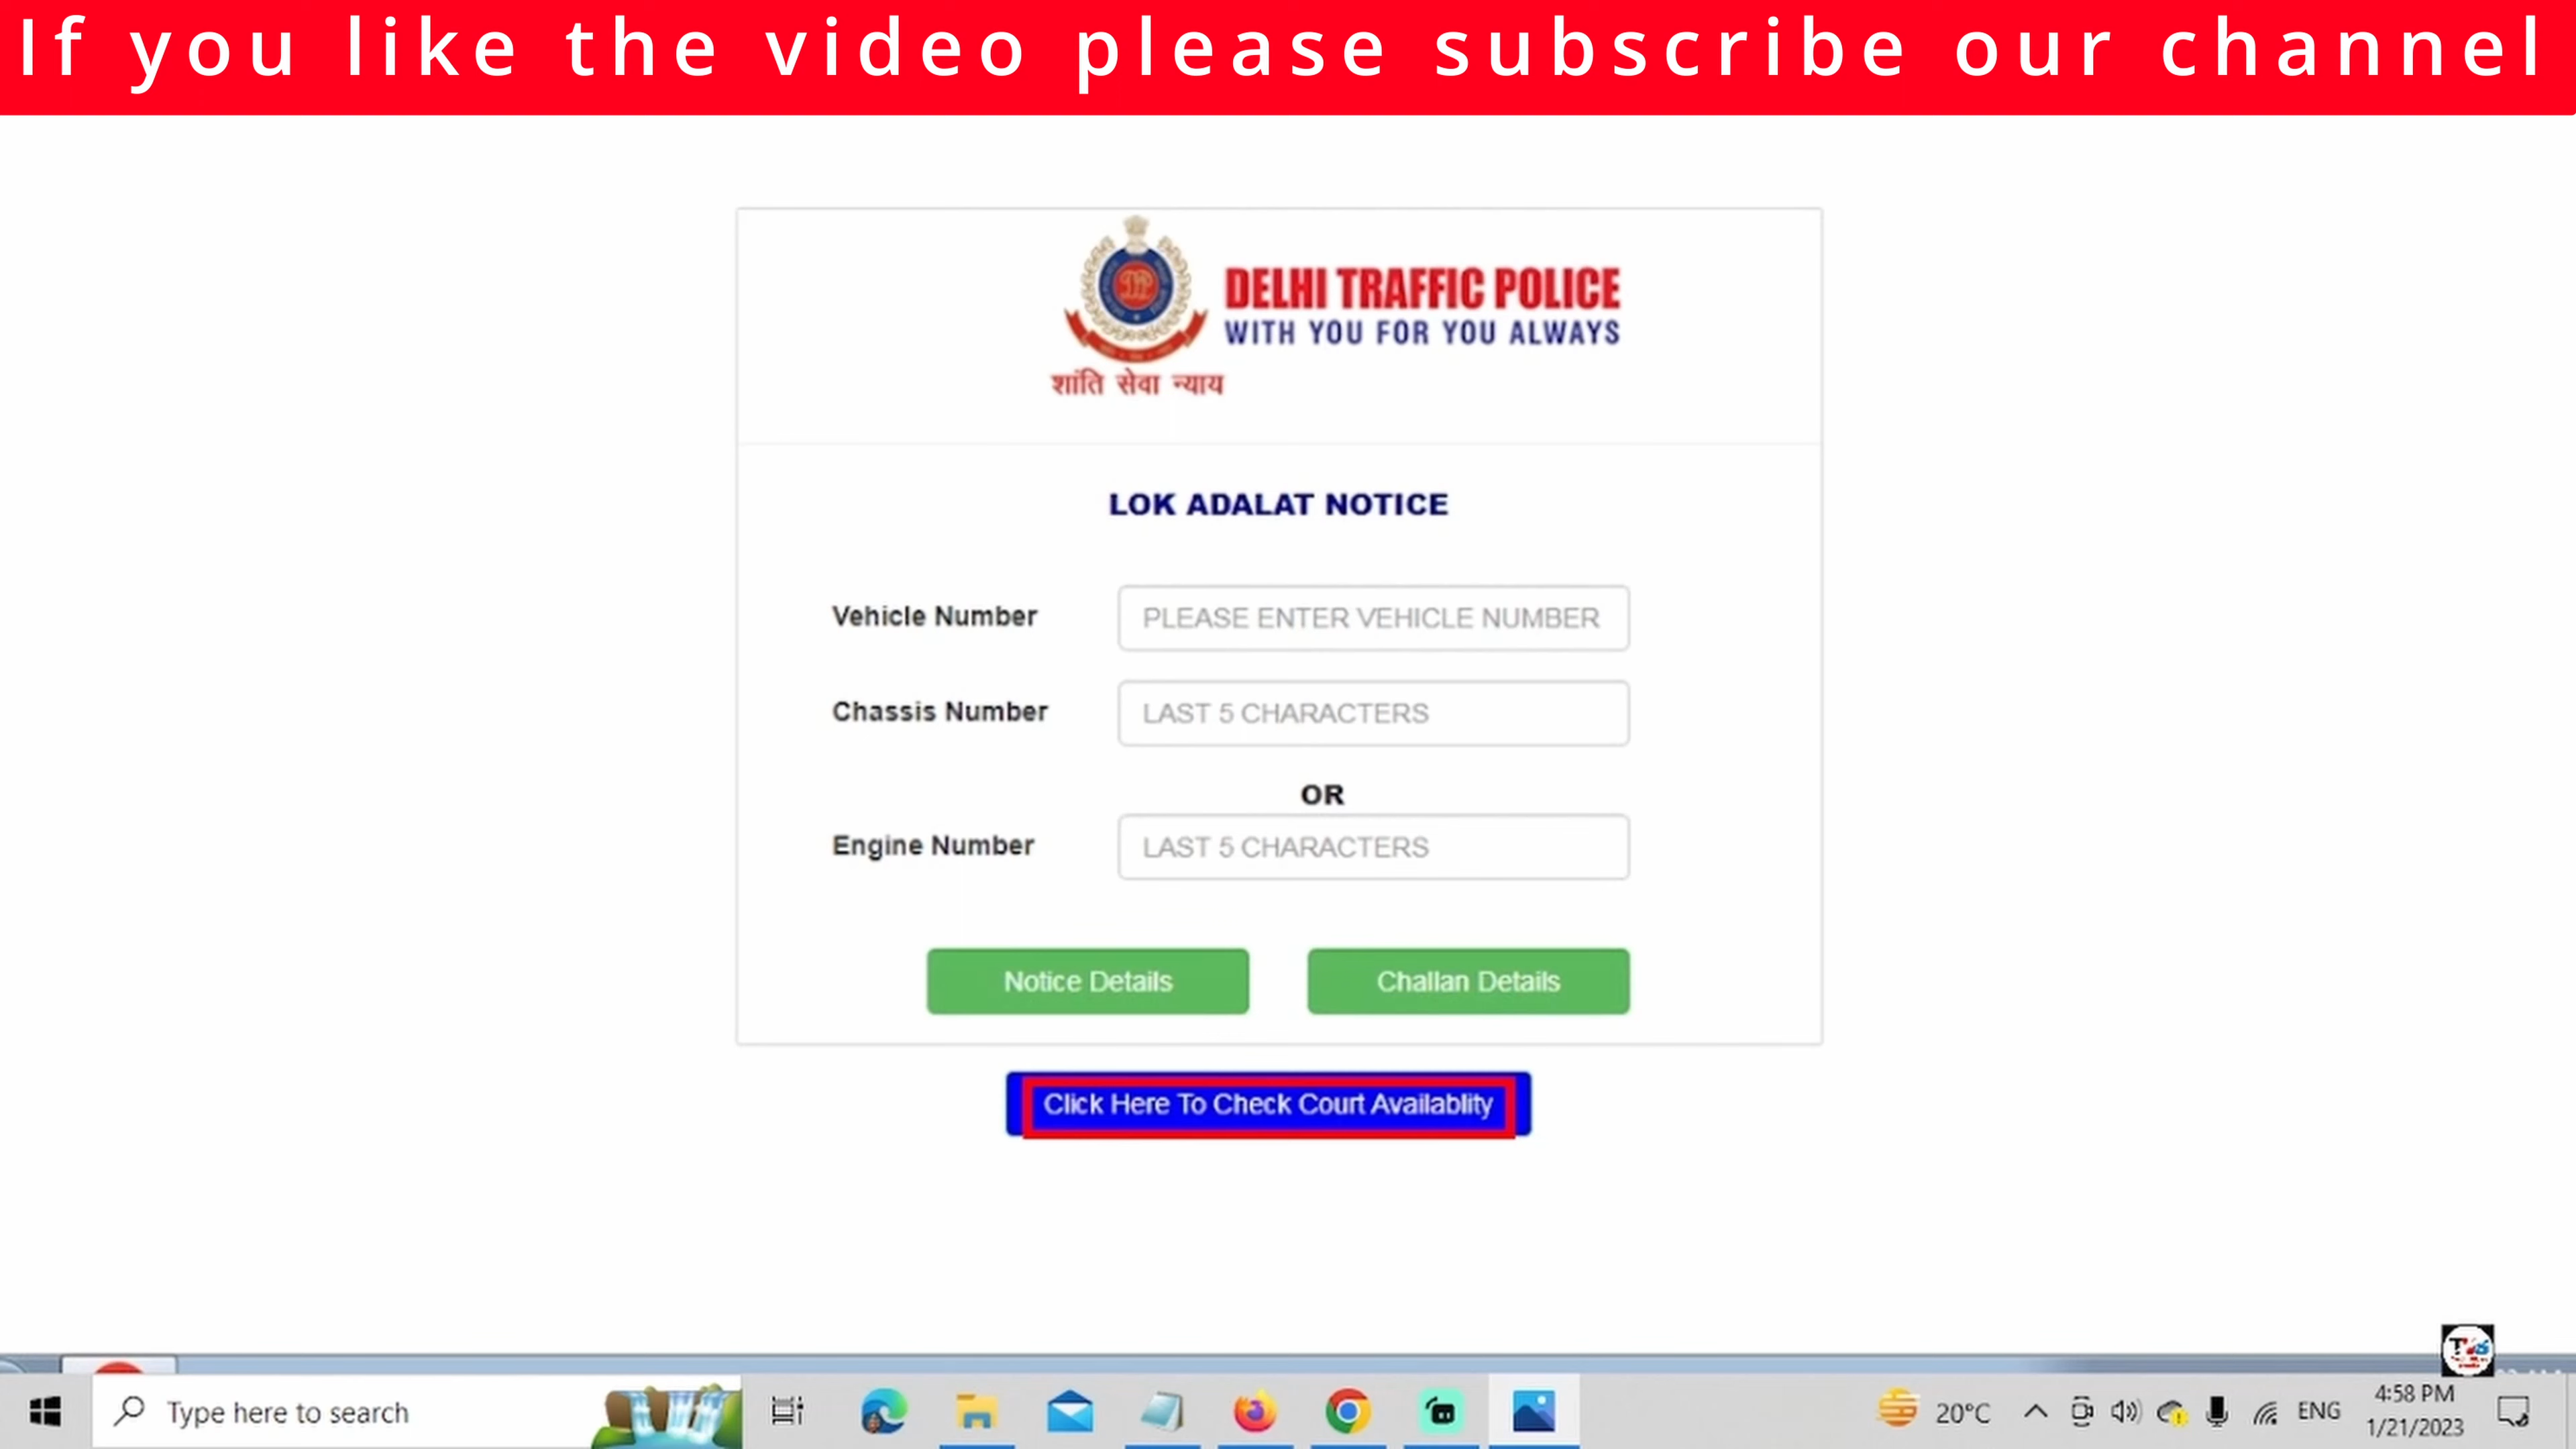 If you like the video please subscribe our channel
DELHI TRAFFIC POLICE
WITH YOU FOR YOU ALWAYS
शांति सेवा न्याय
LOK ADALAT NOTICE
Vehicle Number PLEASE ENTER VEHICLE NUMBER
Chassis Number LAST 5 CHARACTERS
OR
Engine Number LAST 5 CHARACTERS
Notice Details Challan Details
Click Here To Check Court Availablity
Type here to search 20°C ENG 4:58 PM
1/21/2023